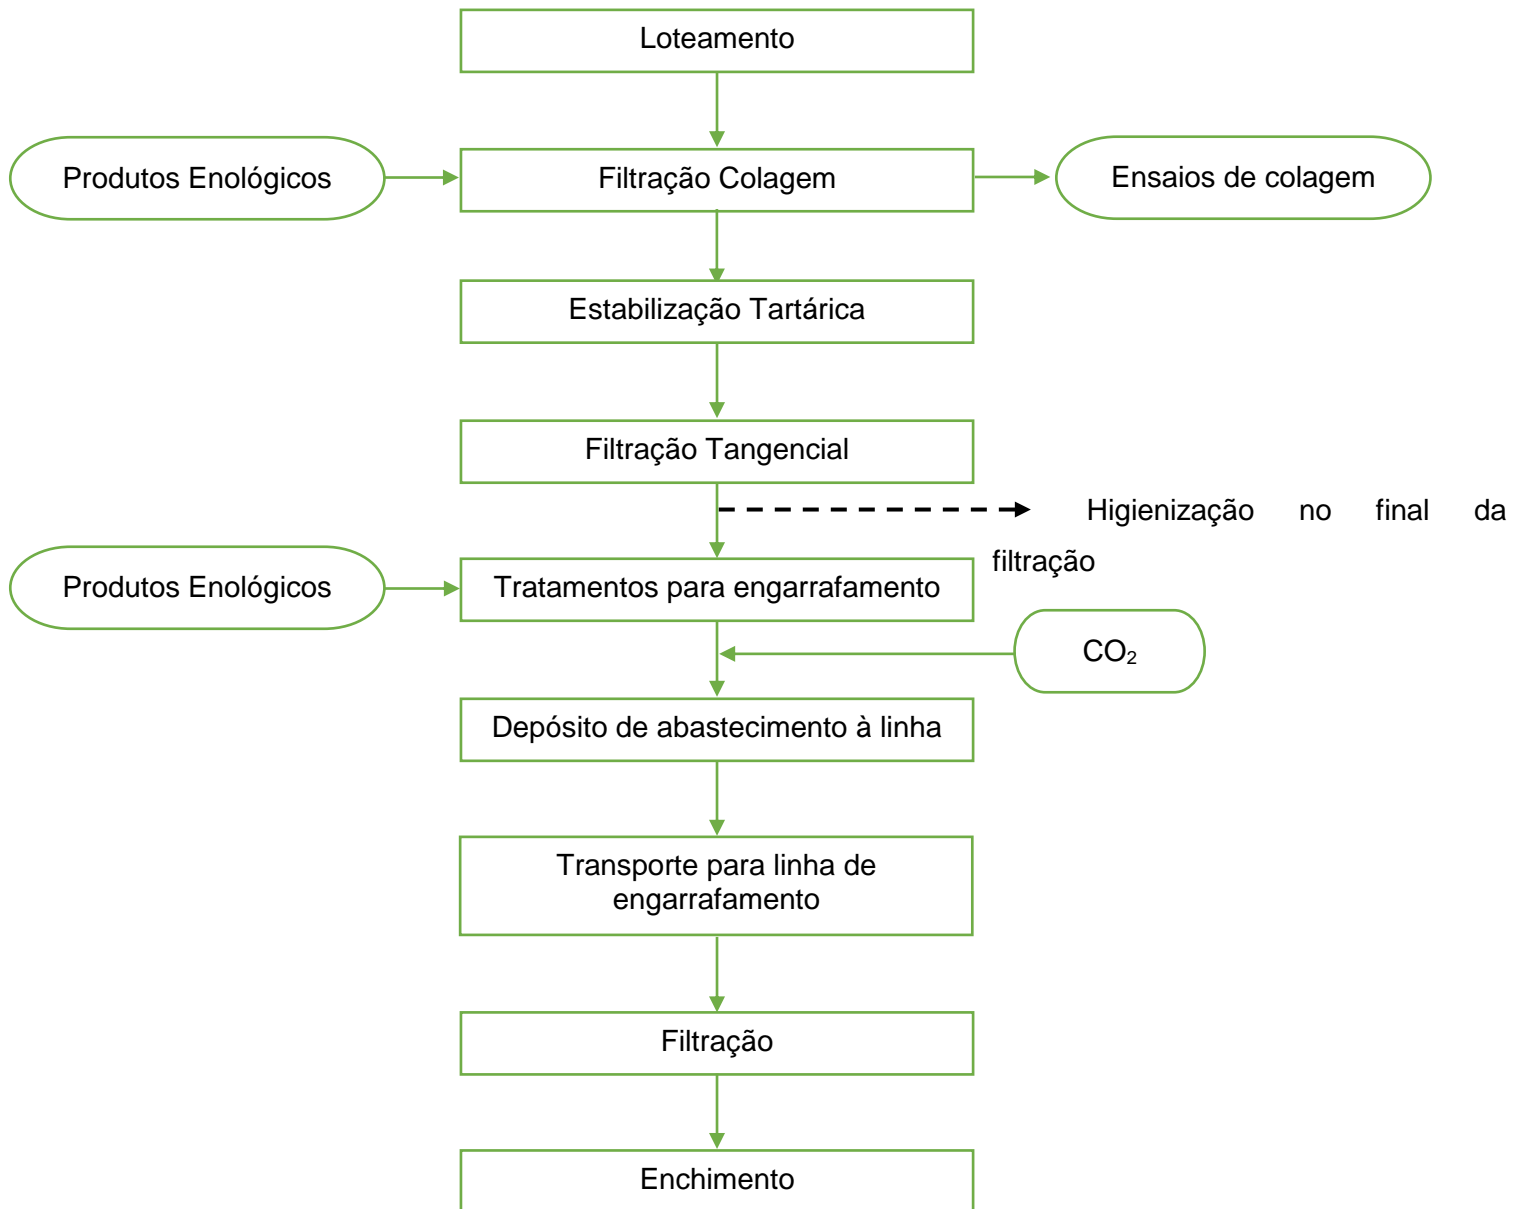 Loteamento
Produtos Enológicos
Filtração Colagem
Ensaios de colagem
Estabilização Tartárica
Filtração Tangencial
Higienização no final da
filtração
Produtos Enológicos
Tratamentos para engarrafamento
CO₂
Depósito de abastecimento à linha
Transporte para linha de
engarrafamento
Filtração
Enchimento